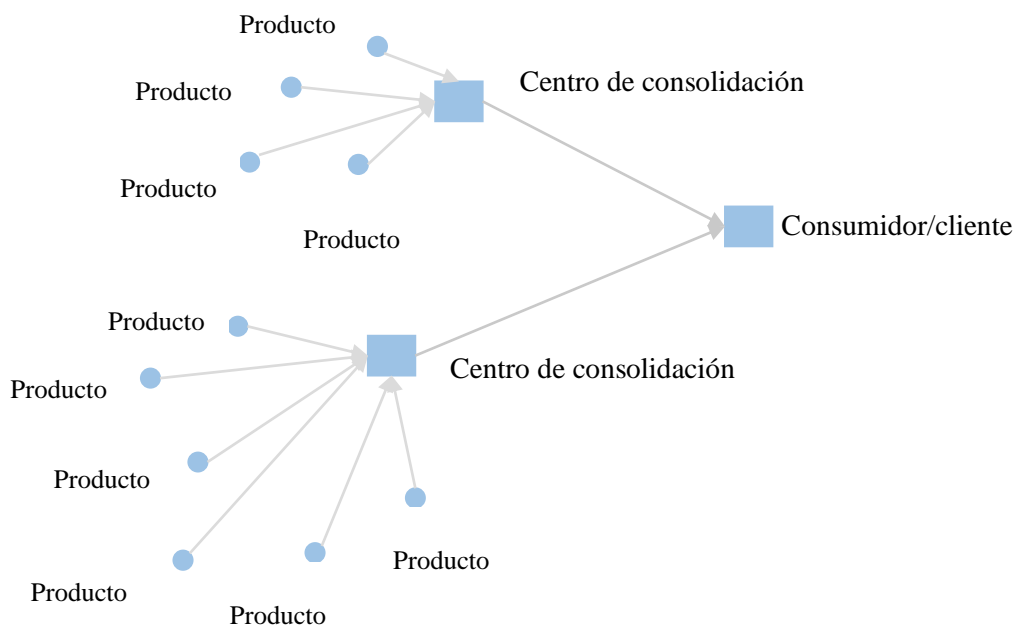 Producto
Centro de consolidación
Producto
Producto
Producto
Consumidor/cliente
Producto
Centro de consolidación
Producto
Producto
Producto
Producto
Producto